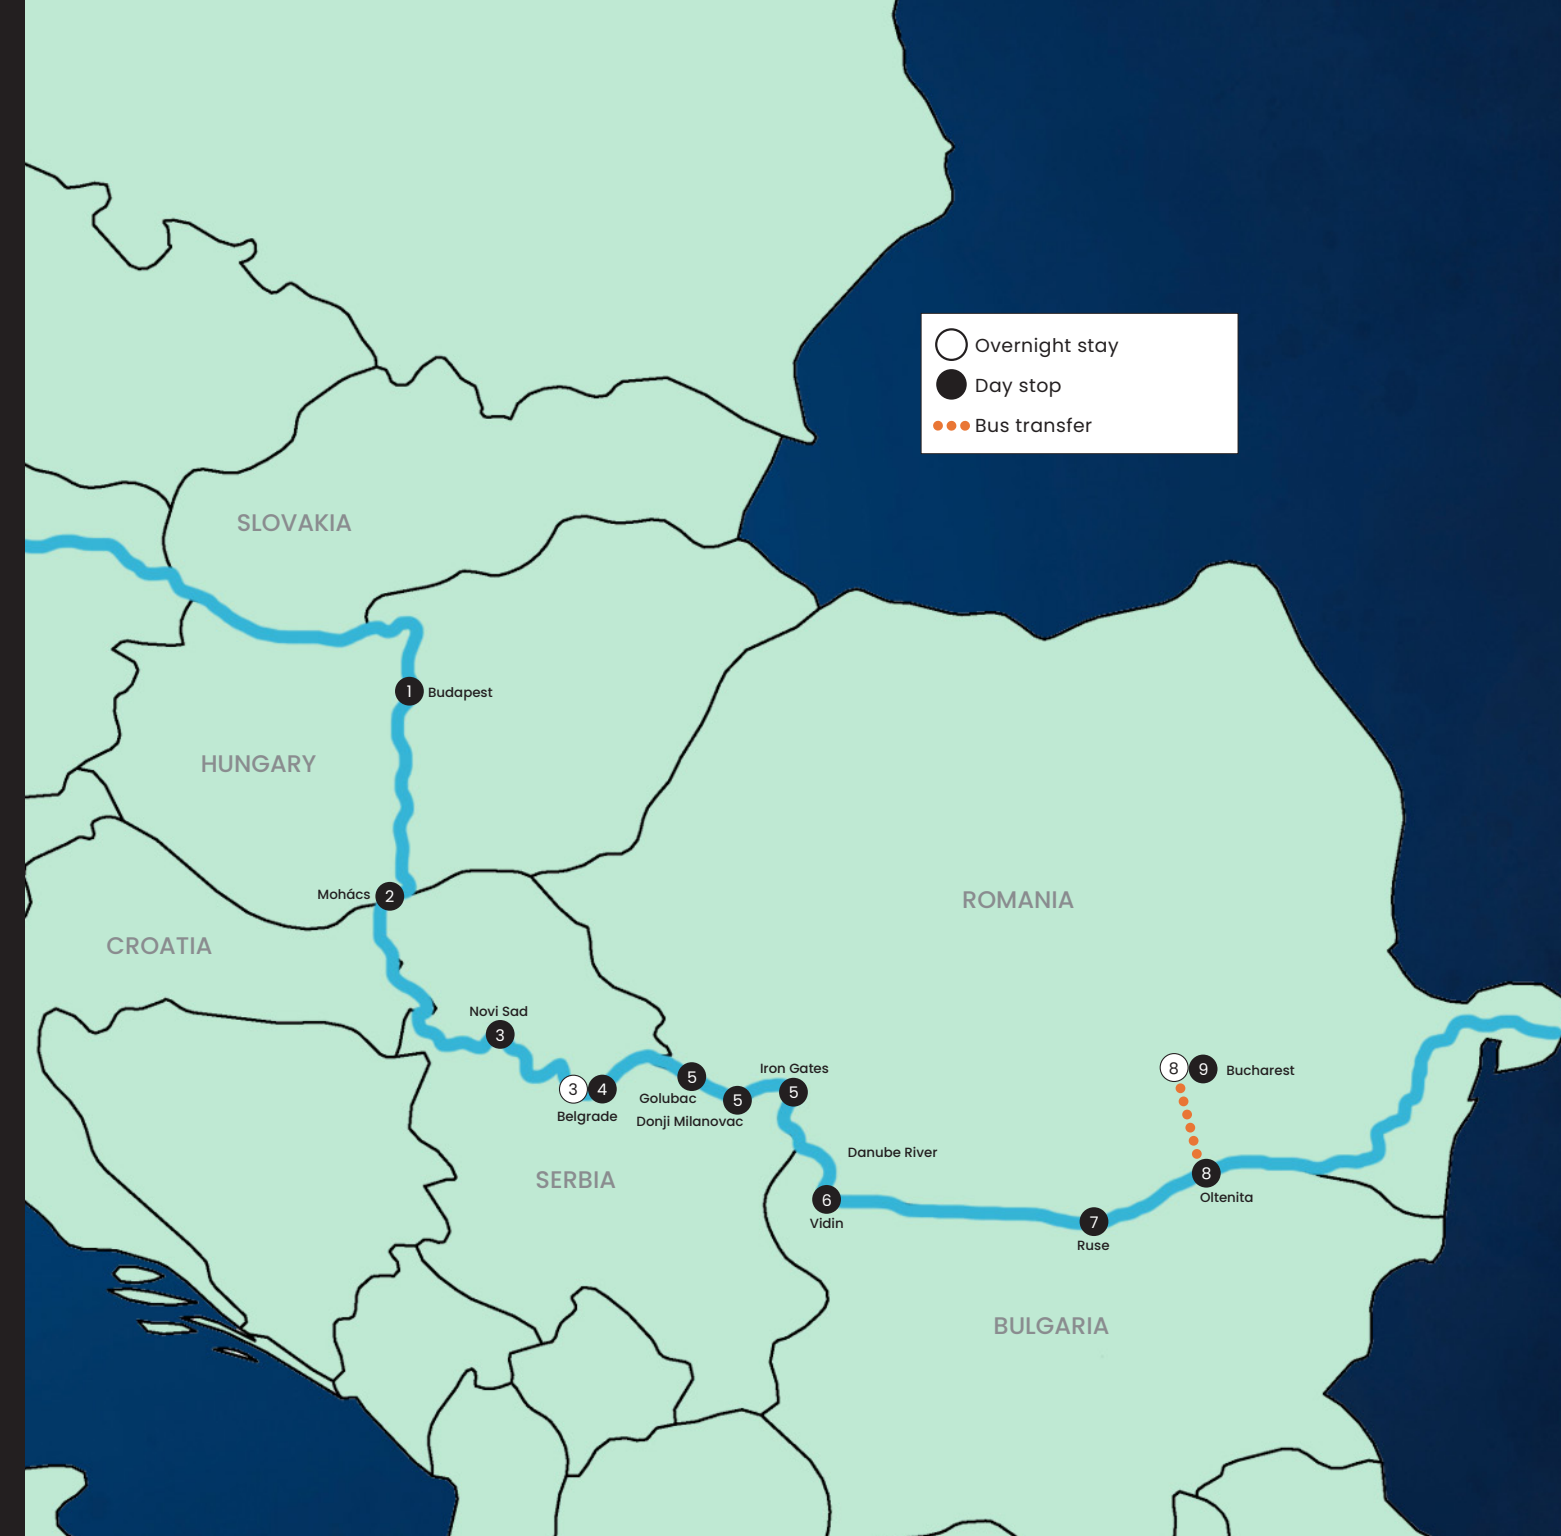 Overnight stay
Day stop
Bus transfer
SLOVAKIA
1 Budapest
HUNGARY
Mohács 2
ROMANIA
CROATIA
Novi Sad
3
Iron Gates
8 9 Bucharest
5
5
3 4
Golubac
5
Belgrade
Donji Milanovac
Danube River
SERBIA
8
Oltenita
6
Vidin
7
Ruse
BULGARIA